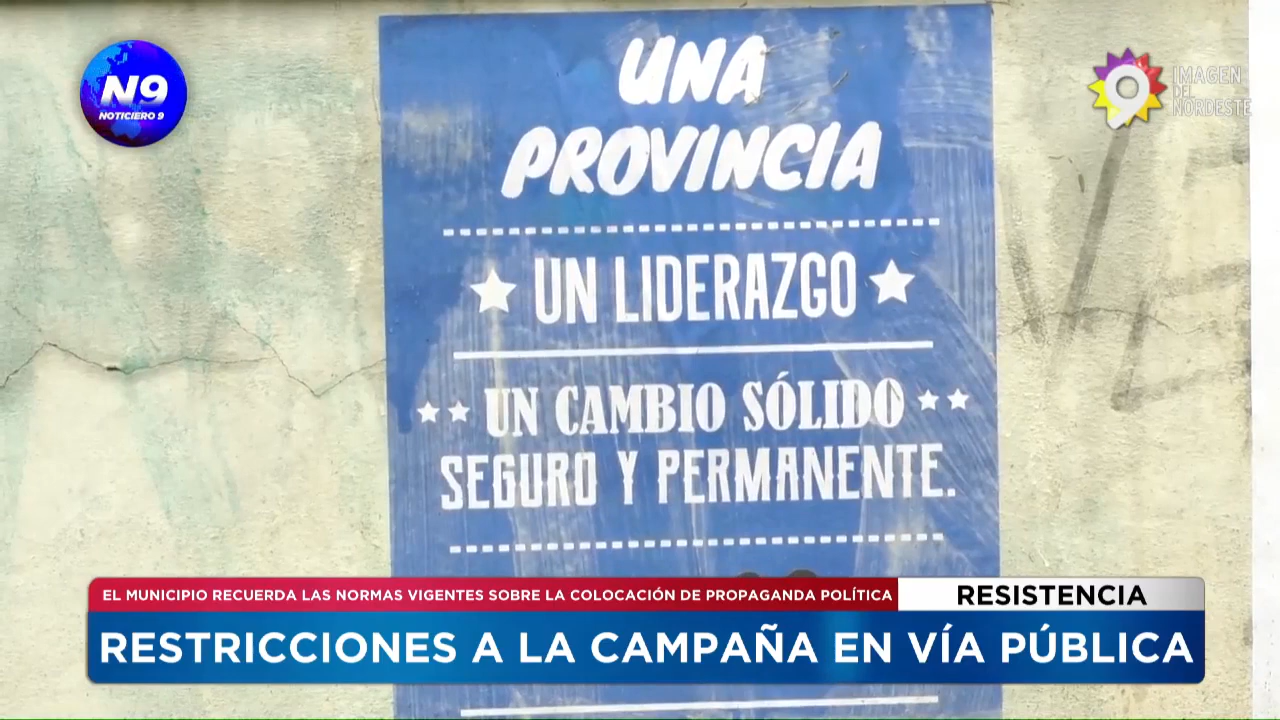 N9
NOTICIERO 9
9
IMAGEN
DEL
NORDESTE
UNA
PROVINCIA
UN LIDERAZGO
UN CAMBIO SÓLIDO
SEGURO Y PERMANENTE.
EL MUNICIPIO RECUERDA LAS NORMAS VIGENTES SOBRE LA COLOCACIÓN DE PROPAGANDA POLÍTICA
RESISTENCIA
RESTRICCIONES A LA CAMPAÑA EN VÍA PÚBLICA